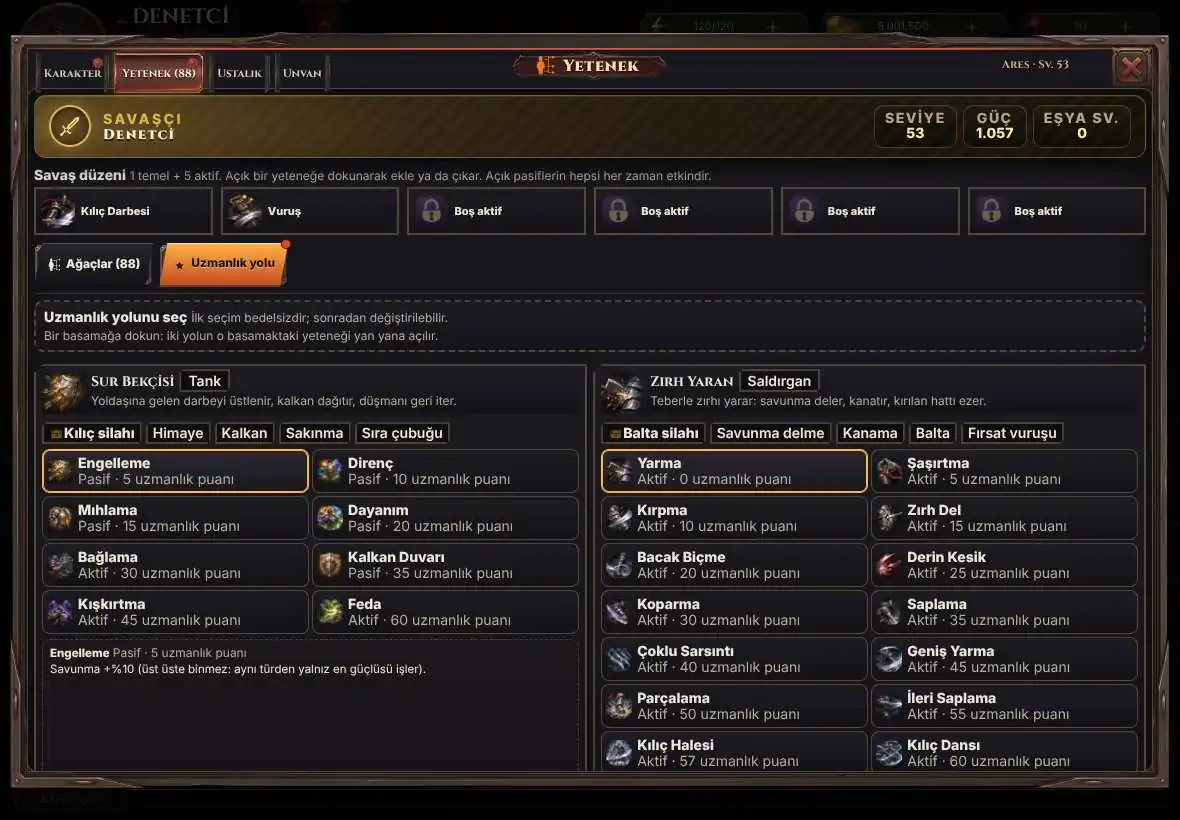 DENETCİ
120/120
5.001.500
30
KARAKTER
YETENEK (88)
USTALIK
UNVAN
YETENEK
ARES · SV. 53
SAVAŞÇI
DENETCİ
SEVİYE
53
GÜÇ
1.057
EŞYA SV.
0
Savaş düzeni 1 temel + 5 aktif. Açık bir yeteneğe dokunarak ekle ya da çıkar. Açık pasiflerin hepsi her zaman etkindir.
Kılıç Darbesi
Vuruş
Boş aktif
Boş aktif
Boş aktif
Boş aktif
Ağaçlar (88)
Uzmanlık yolu
Uzmanlık yolunu seç İlk seçim bedelsizdir; sonradan değiştirilebilir.
Bir basamağa dokun: iki yolun o basamaktaki yeteneği yan yana açılır.
SUR BEKÇİSİ Tank
Yoldaşına gelen darbeyi üstlenir, kalkan dağıtır, düşmanı geri iter.
Kılıç silahı
Himaye
Kalkan
Sakınma
Sıra çubuğu
Engelleme
Pasif · 5 uzmanlık puanı
Direnç
Pasif · 10 uzmanlık puanı
Mıhlama
Pasif · 15 uzmanlık puanı
Dayanım
Pasif · 20 uzmanlık puanı
Bağlama
Aktif · 30 uzmanlık puanı
Kalkan Duvarı
Pasif · 35 uzmanlık puanı
Kışkırtma
Aktif · 45 uzmanlık puanı
Feda
Aktif · 60 uzmanlık puanı
Engelleme Pasif · 5 uzmanlık puanı
Savunma +%10 (üst üste binmez: aynı türden yalnız en güçlüsü işler).
ZIRH YARAN Saldırgan
Teberle zırhı yarar: savunma deler, kanatır, kırılan hattı ezer.
Balta silahı
Savunma delme
Kanama
Balta
Fırsat vuruşu
Yarma
Aktif · 0 uzmanlık puanı
Şaşırtma
Aktif · 5 uzmanlık puanı
Kırpma
Aktif · 10 uzmanlık puanı
Zırh Del
Aktif · 15 uzmanlık puanı
Bacak Biçme
Aktif · 20 uzmanlık puanı
Derin Kesik
Aktif · 25 uzmanlık puanı
Koparma
Aktif · 30 uzmanlık puanı
Saplama
Aktif · 35 uzmanlık puanı
Çoklu Sarsıntı
Aktif · 40 uzmanlık puanı
Geniş Yarma
Aktif · 45 uzmanlık puanı
Parçalama
Aktif · 50 uzmanlık puanı
İleri Saplama
Aktif · 55 uzmanlık puanı
Kılıç Halesi
Aktif · 57 uzmanlık puanı
Kılıç Dansı
Aktif · 60 uzmanlık puanı